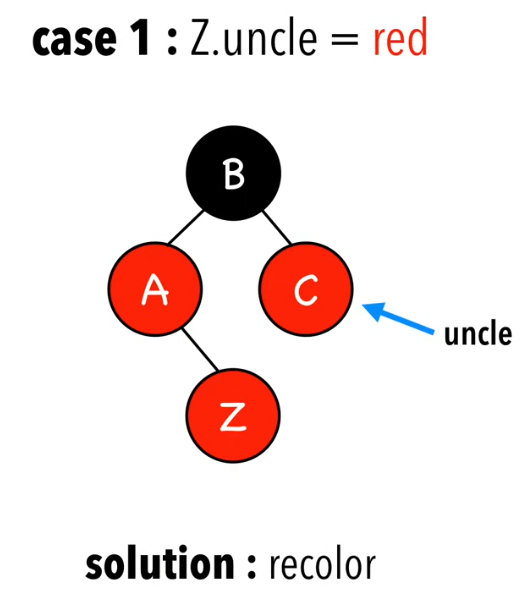 case 1 : Z.uncle = red
B
A
C
uncle
Z
solution : recolor